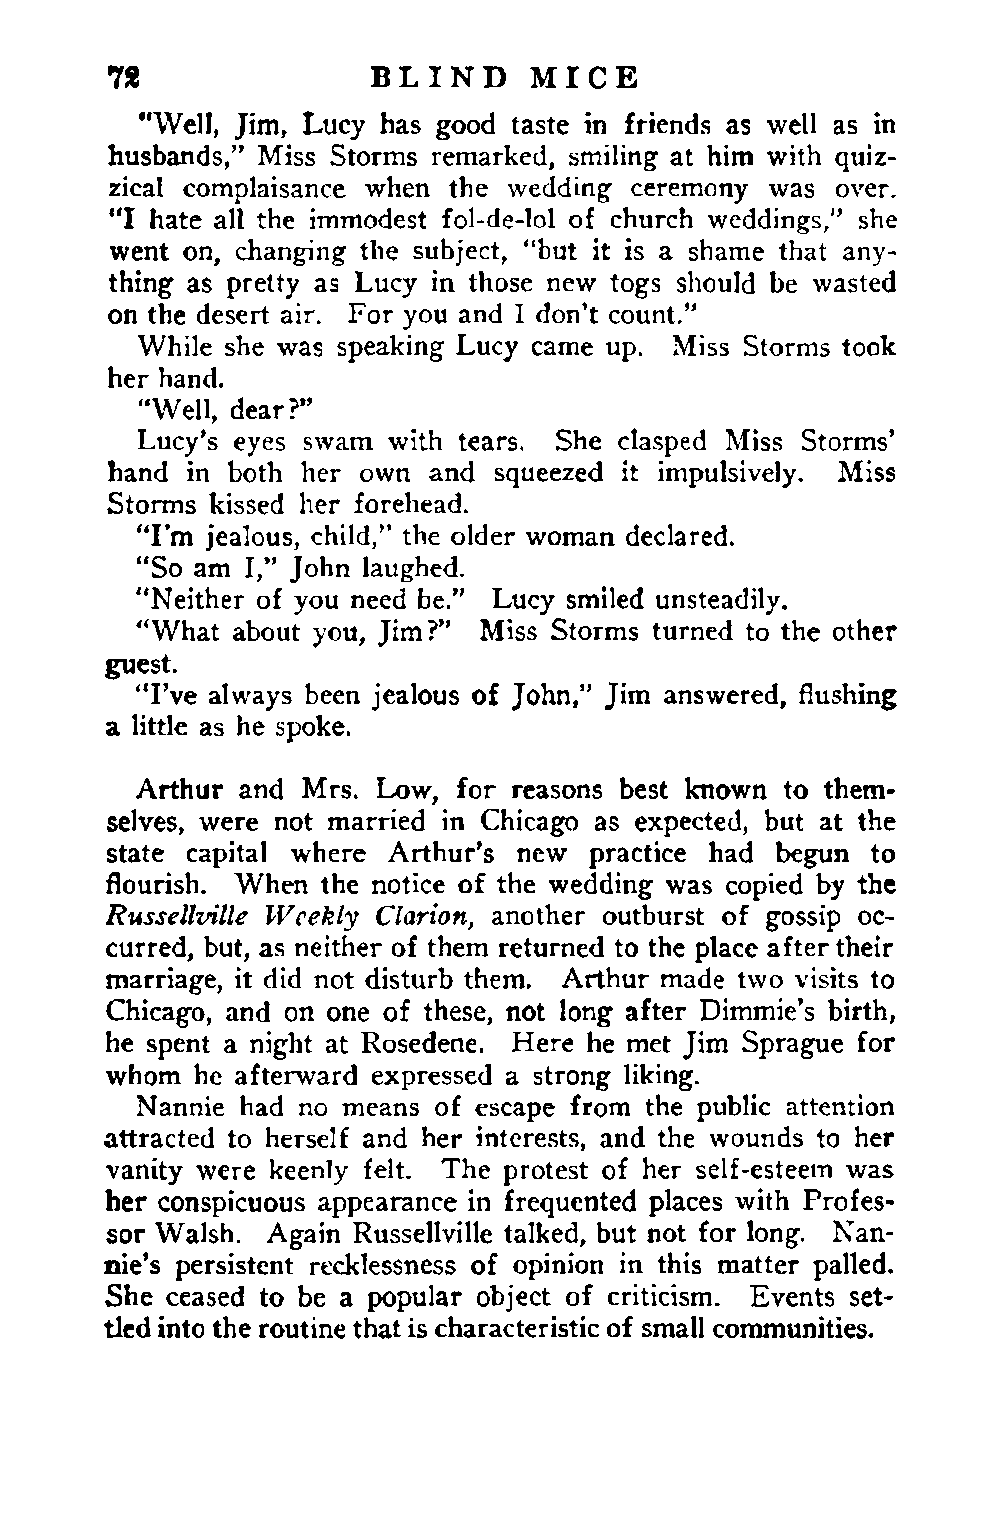 72 BLIND MICE
"Well, Jim, Lucy has good taste in friends as well as in
husbands," Miss Storms remarked, smiling at him with quiz-
zical complaisance when the wedding ceremony was over.
"I hate all the immodest fol-de-lol of church weddings," she
went on, changing the subject, "but it is a shame that any-
thing as pretty as Lucy in those new togs should be wasted
on the desert air. For you and I don't count."
While she was speaking Lucy came up. Miss Storms took
her hand.
"Well, dear?"
Lucy's eyes swam with tears. She clasped Miss Storms'
hand in both her own and squeezed it impulsively. Miss
Storms kissed her forehead.
"I'm jealous, child," the older woman declared.
"So am I," John laughed.
"Neither of you need be." Lucy smiled unsteadily.
"What about you, Jim?" Miss Storms turned to the other
guest.
"I've always been jealous of John," Jim answered, flushing
a little as he spoke.
Arthur and Mrs. Low, for reasons best known to them-
selves, were not married in Chicago as expected, but at the
state capital where Arthur's new practice had begun to
flourish. When the notice of the wedding was copied by the
Russellville Weekly Clarion, another outburst of gossip oc-
curred, but, as neither of them returned to the place after their
marriage, it did not disturb them. Arthur made two visits to
Chicago, and on one of these, not long after Dimmie's birth,
he spent a night at Rosedene. Here he met Jim Sprague for
whom he afterward expressed a strong liking.
Nannie had no means of escape from the public attention
attracted to herself and her interests, and the wounds to her
vanity were keenly felt. The protest of her self-esteem was
her conspicuous appearance in frequented places with Profes-
sor Walsh. Again Russellville talked, but not for long. Nan-
nie's persistent recklessness of opinion in this matter palled.
She ceased to be a popular object of criticism. Events set-
tled into the routine that is characteristic of small communities.